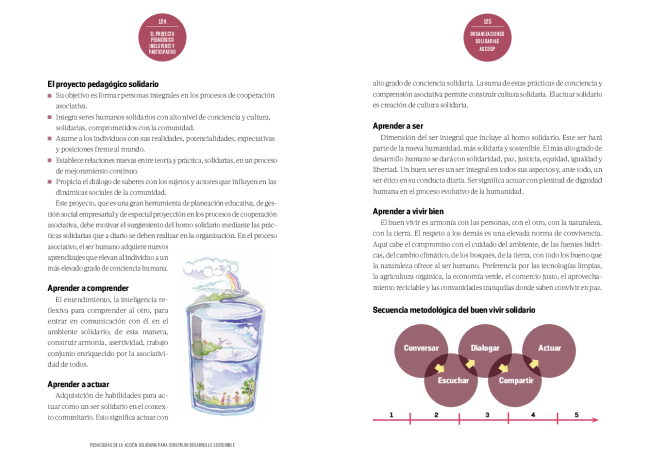 124
EL PROYECTO
PEDAGÓGICO
INCLUYENTE Y
PARTICIPATIVO
El proyecto pedagógico solidario
Su objetivo es formar personas integrales en los procesos de cooperación
asociativa.
Integra seres humanos solidarios con alto nivel de conciencia y cultura,
solidarias, comprometidos con la comunidad.
Asume a los individuos con sus realidades, potencialidades, expectativas
y posiciones frente al mundo.
Establece relaciones nuevas entre teoría y práctica, solidarias, en un proceso
de mejoramiento continuo.
Propicia el diálogo de saberes con los sujetos y actores que influyen en las
dinámicas sociales de la comunidad.
Este proyecto, que es una gran herramienta de planeación educativa, de ges-
tión social empresarial y de especial proyección en los procesos de cooperación
asociativa, debe motivar el surgimiento del homo solidario mediante las prác-
ticas solidarias que a diario se deben realizar en la organización. En el proceso
asociativo, el ser humano adquiere nuevos
aprendizajes que elevan al individuo a un
más elevado grado de conciencia humana.
Aprender a comprender
El entendimiento, la inteligencia re-
flexiva para comprender al otro, para
entrar en comunicación con él en el
ambiente solidario; de esta manera,
construir armonía, asertividad, trabajo
conjunto enriquecido por la asociativi-
dad de todos.
Aprender a actuar
Adquisición de habilidades para ac-
tuar como un ser solidario en el contex-
to comunitario. Esto significa actuar con
PEDAGOGÍAS DE LA ACCIÓN SOLIDARIA PARA CONSTRUIR DESARROLLO SOSTENIBLE
125
ORGANIZACIONES
SOLIDARIAS
ASCOOP
alto grado de conciencia solidaria. La suma de estas prácticas de conciencia y
comprensión asociativa permite construir cultura solidaria. El actuar solidario
es creación de cultura solidaria.
Aprender a ser
Dimensión del ser integral que incluye al homo solidario. Este ser hará
parte de la nueva humanidad, más solidaria y sostenible. El más alto grado de
desarrollo humano se dará con solidaridad, paz, justicia, equidad, igualdad y
libertad. Un buen ser es un ser integral en todos sus aspectos y, ante todo, un
ser ético en su conducta diaria. Ser significa actuar con plenitud de dignidad
humana en el proceso evolutivo de la humanidad.
Aprender a vivir bien
El buen vivir es armonía con las personas, con el otro, con la naturaleza,
con la tierra. El respeto a los demás es una elevada norma de convivencia.
Aquí cabe el compromiso con el cuidado del ambiente, de las fuentes hídri-
cas, del cambio climático, de los bosques, de la tierra, con todo los bueno que
la naturaleza ofrece al ser humano. Preferencia por las tecnologías limpias,
la agricultura orgánica, la economía verde, el comercio justo, el aprovecha-
miento reciclable y las comunidades tranquilas donde saben convivir en paz.
Secuencia metodológica del buen vivir solidario
Conversar
Dialogar
Actuar
Escuchar
Compartir
1 2 3 4 5